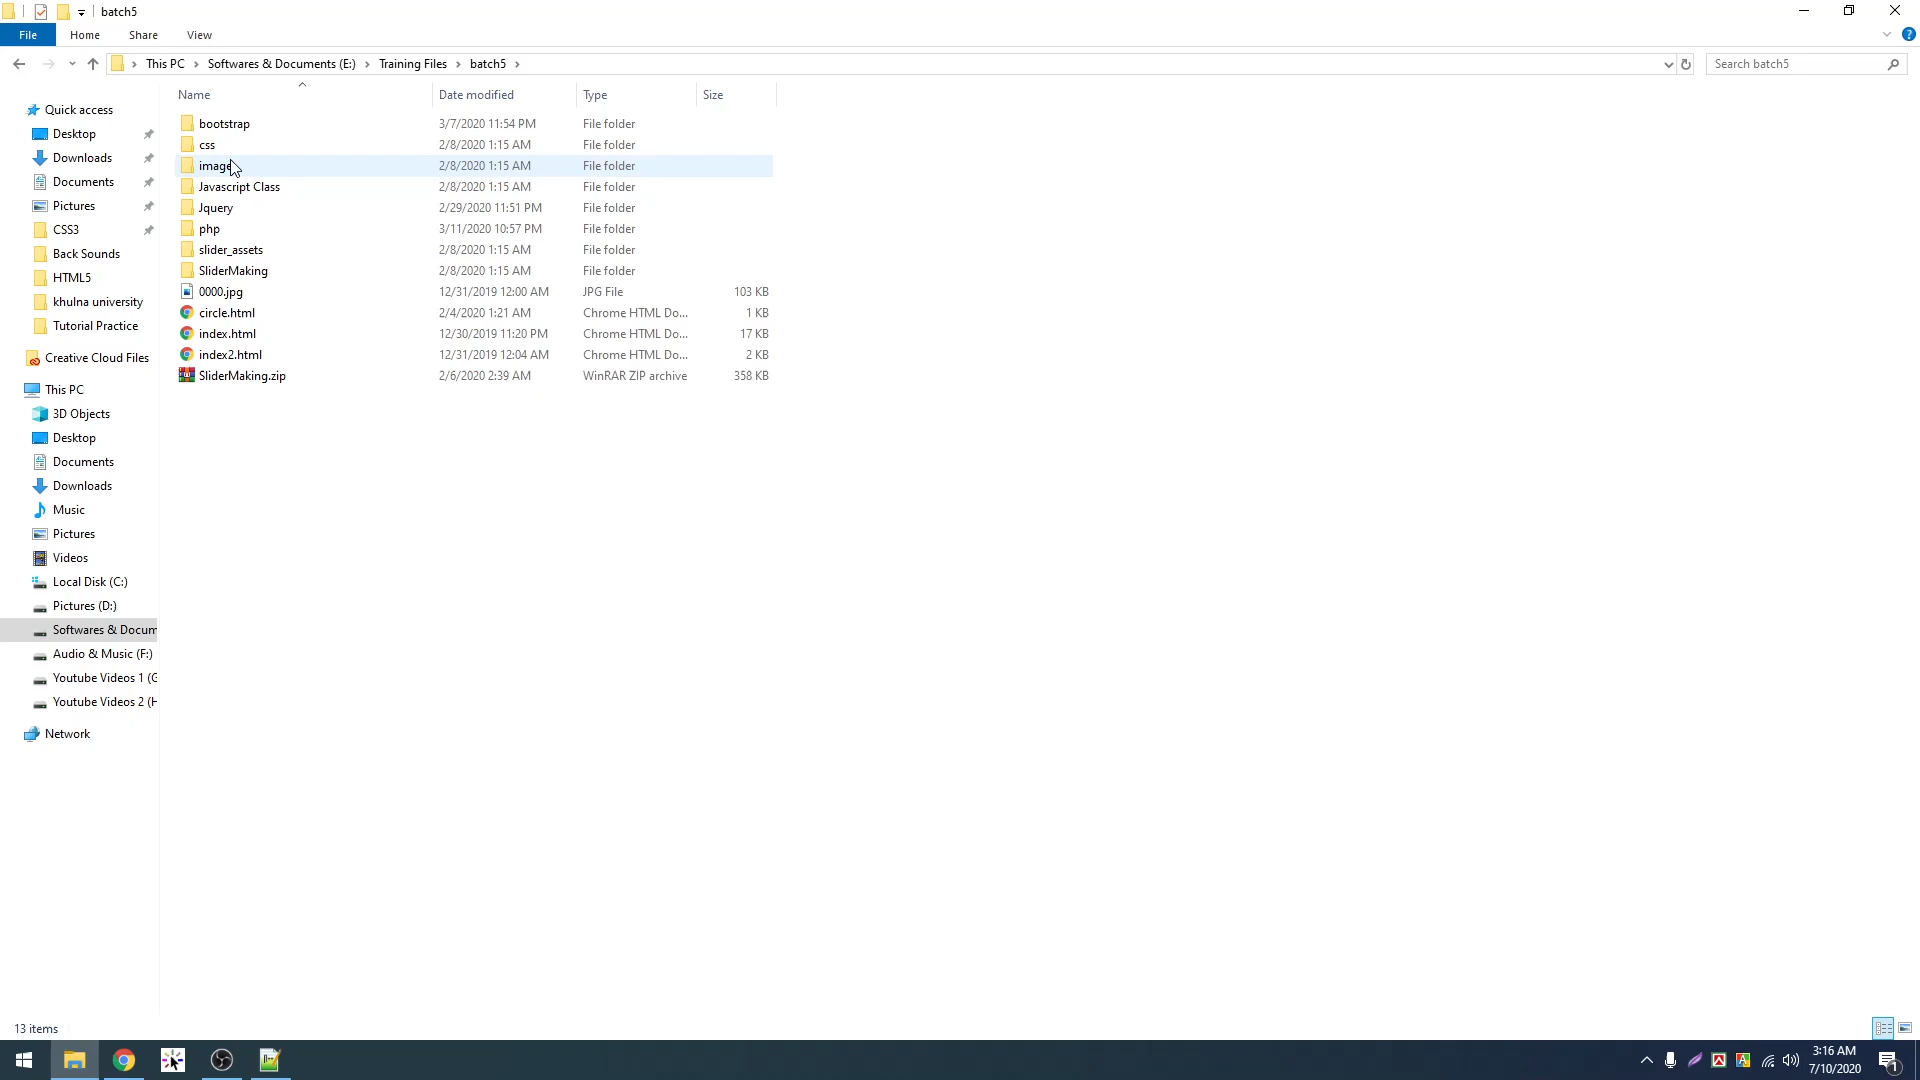 batch5
File Home Share View
This PC Softwares & Documents (E:) Training Files batch5 Search batch5
Name Date modified Type Size
bootstrap 3/7/2020 11:54 PM File folder
css 2/8/2020 1:15 AM File folder
image 2/8/2020 1:15 AM File folder
Javascript Class 2/8/2020 1:15 AM File folder
Jquery 2/29/2020 11:51 PM File folder
php 3/11/2020 10:57 PM File folder
slider_assets 2/8/2020 1:15 AM File folder
SliderMaking 2/8/2020 1:15 AM File folder
0000.jpg 12/31/2019 12:00 AM JPG File 103 KB
circle.html 2/4/2020 1:21 AM Chrome HTML Do... 1 KB
index.html 12/30/2019 11:20 PM Chrome HTML Do... 17 KB
index2.html 12/31/2019 12:04 AM Chrome HTML Do... 2 KB
SliderMaking.zip 2/6/2020 2:39 AM WinRAR ZIP archive 358 KB
Quick access
Desktop
Downloads
Documents
Pictures
CSS3
Back Sounds
HTML5
khulna university
Tutorial Practice
Creative Cloud Files
This PC
3D Objects
Desktop
Documents
Downloads
Music
Pictures
Videos
Local Disk (C:)
Pictures (D:)
Softwares & Docum
Audio & Music (F:)
Youtube Videos 1 (G
Youtube Videos 2 (H
Network
13 items
3:16 AM
7/10/2020
1